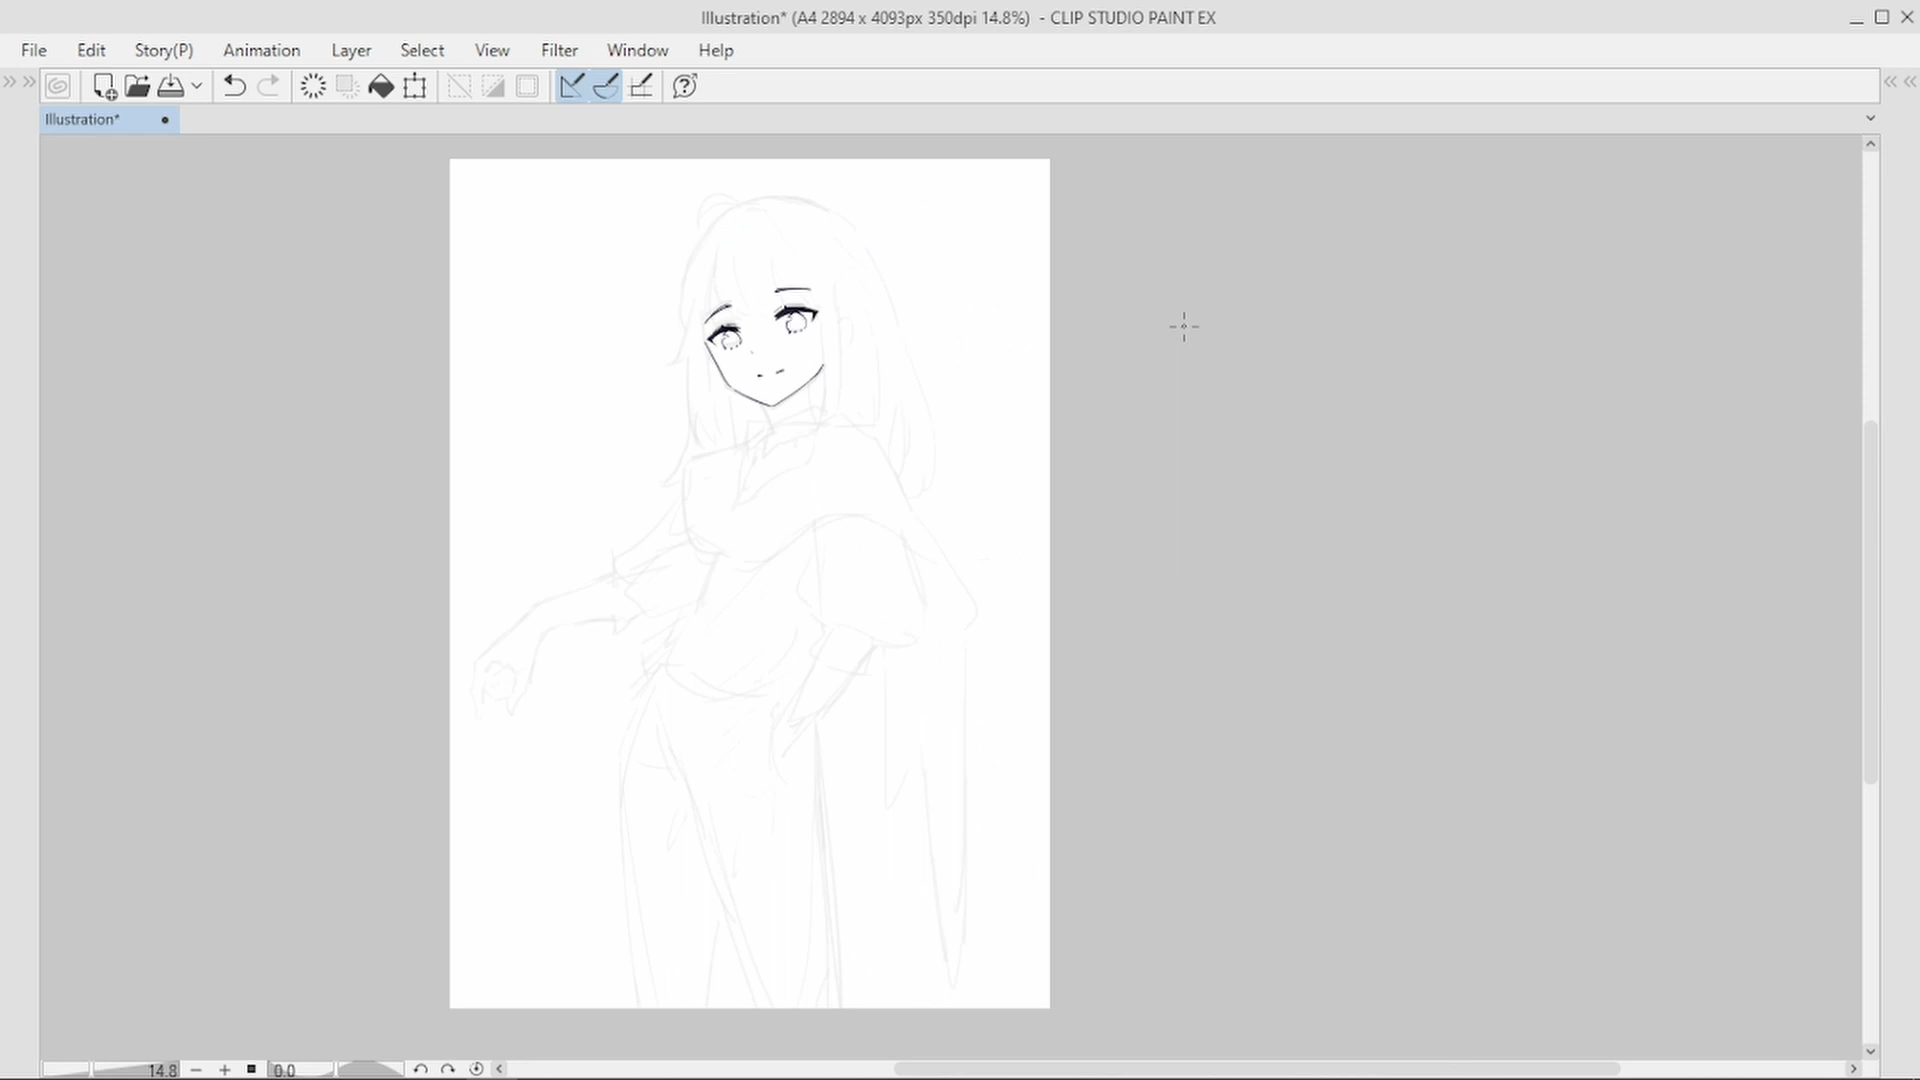 Illustration* (A4 2894 x 4093px 350dpi 14.8%) - CLIP STUDIO PAINT EX
File Edit Story(P) Animation Layer Select View Filter Window Help
Illustration*
14.8 0.0